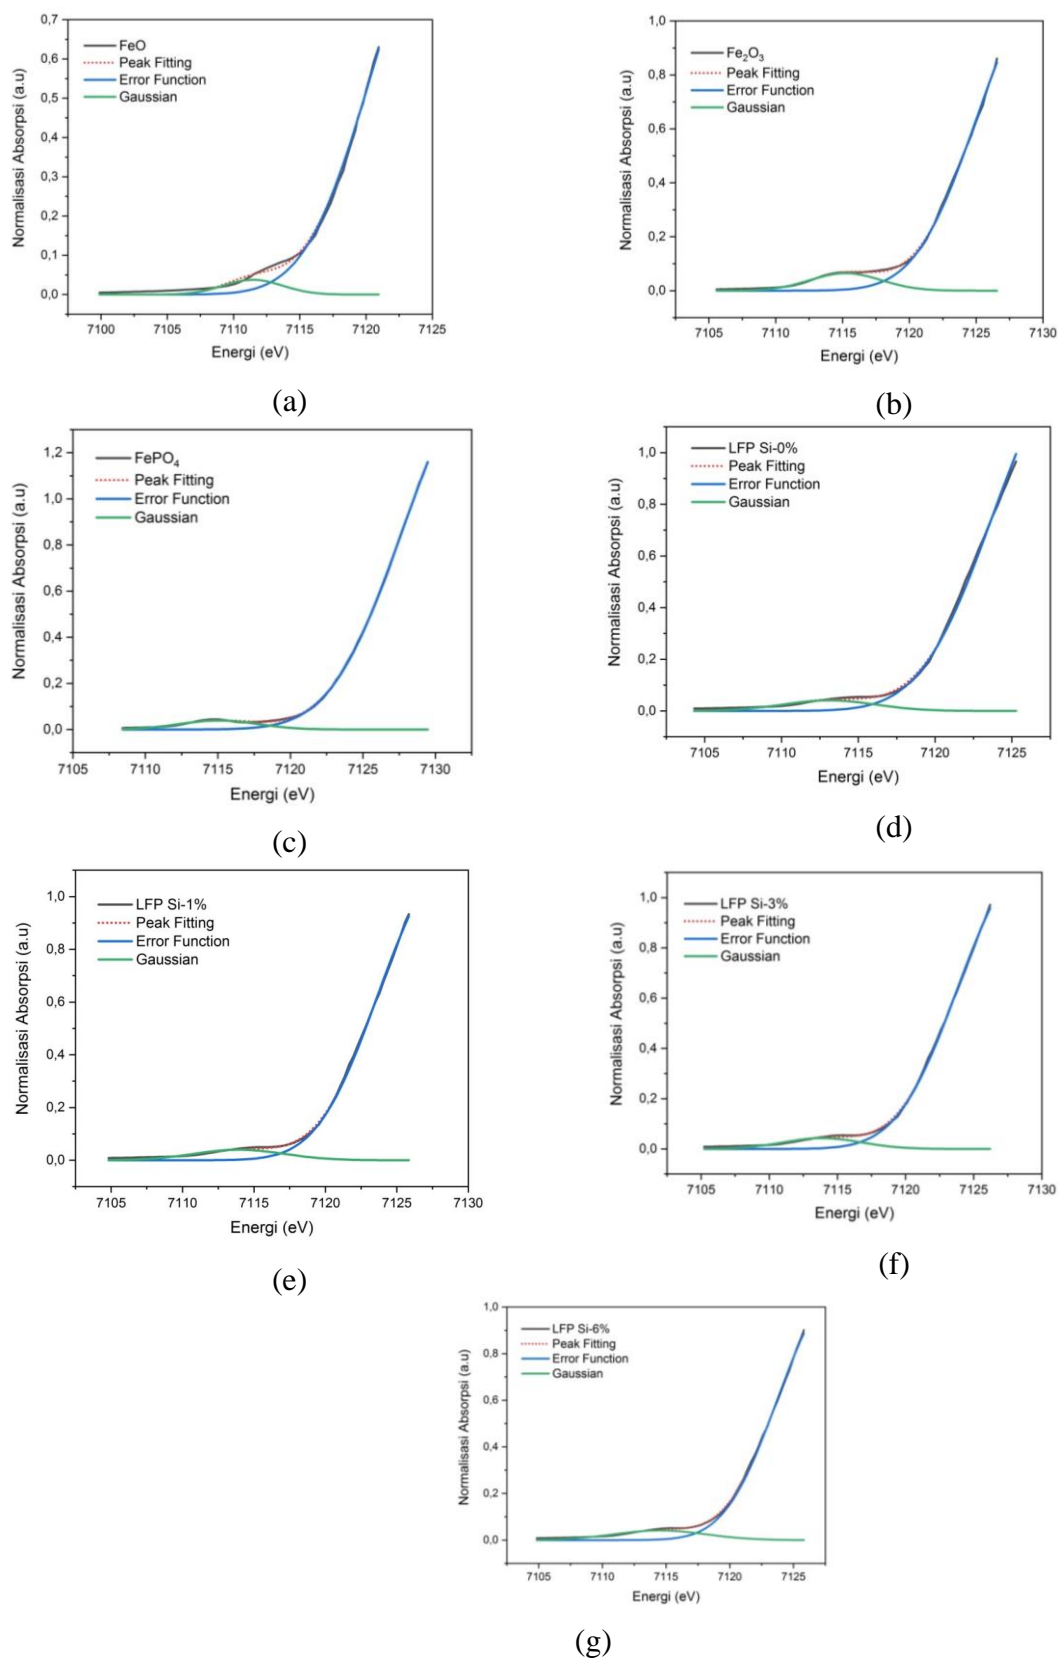 0,7
0,6
0,5
0,4
0,3
0,2
0,1
0,0
Normalisasi Absorpsi (a.u)
FeO
Peak Fitting
Error Function
Gaussian
7100 7105 7110 7115 7120 7125
Energi (eV)
(a)
1,0
0,8
0,6
0,4
0,2
0,0
Normalisasi Absorpsi (a.u)
Fe₂O₃
Peak Fitting
Error Function
Gaussian
7105 7110 7115 7120 7125 7130
Energi (eV)
(b)
1,2
1,0
0,8
0,6
0,4
0,2
0,0
Normalisasi Absorpsi (a.u)
FePO₄
Peak Fitting
Error Function
Gaussian
7105 7110 7115 7120 7125 7130
Energi (eV)
(c)
1,0
0,8
0,6
0,4
0,2
0,0
Normalisasi Absorpsi (a.u)
LFP Si-0%
Peak Fitting
Error Function
Gaussian
7105 7110 7115 7120 7125
Energi (eV)
(d)
1,0
0,8
0,6
0,4
0,2
0,0
Normalisasi Absorpsi (a.u)
LFP Si-1%
Peak Fitting
Error Function
Gaussian
7105 7110 7115 7120 7125 7130
Energi (eV)
(e)
1,0
0,8
0,6
0,4
0,2
0,0
Normalisasi Absorpsi (a.u)
LFP Si-3%
Peak Fitting
Error Function
Gaussian
7105 7110 7115 7120 7125 7130
Energi (eV)
(f)
1,0
0,8
0,6
0,4
0,2
0,0
Normalisasi Absorpsi (a.u)
LFP Si-6%
Peak Fitting
Error Function
Gaussian
7105 7110 7115 7120 7125
Energi (eV)
(g)